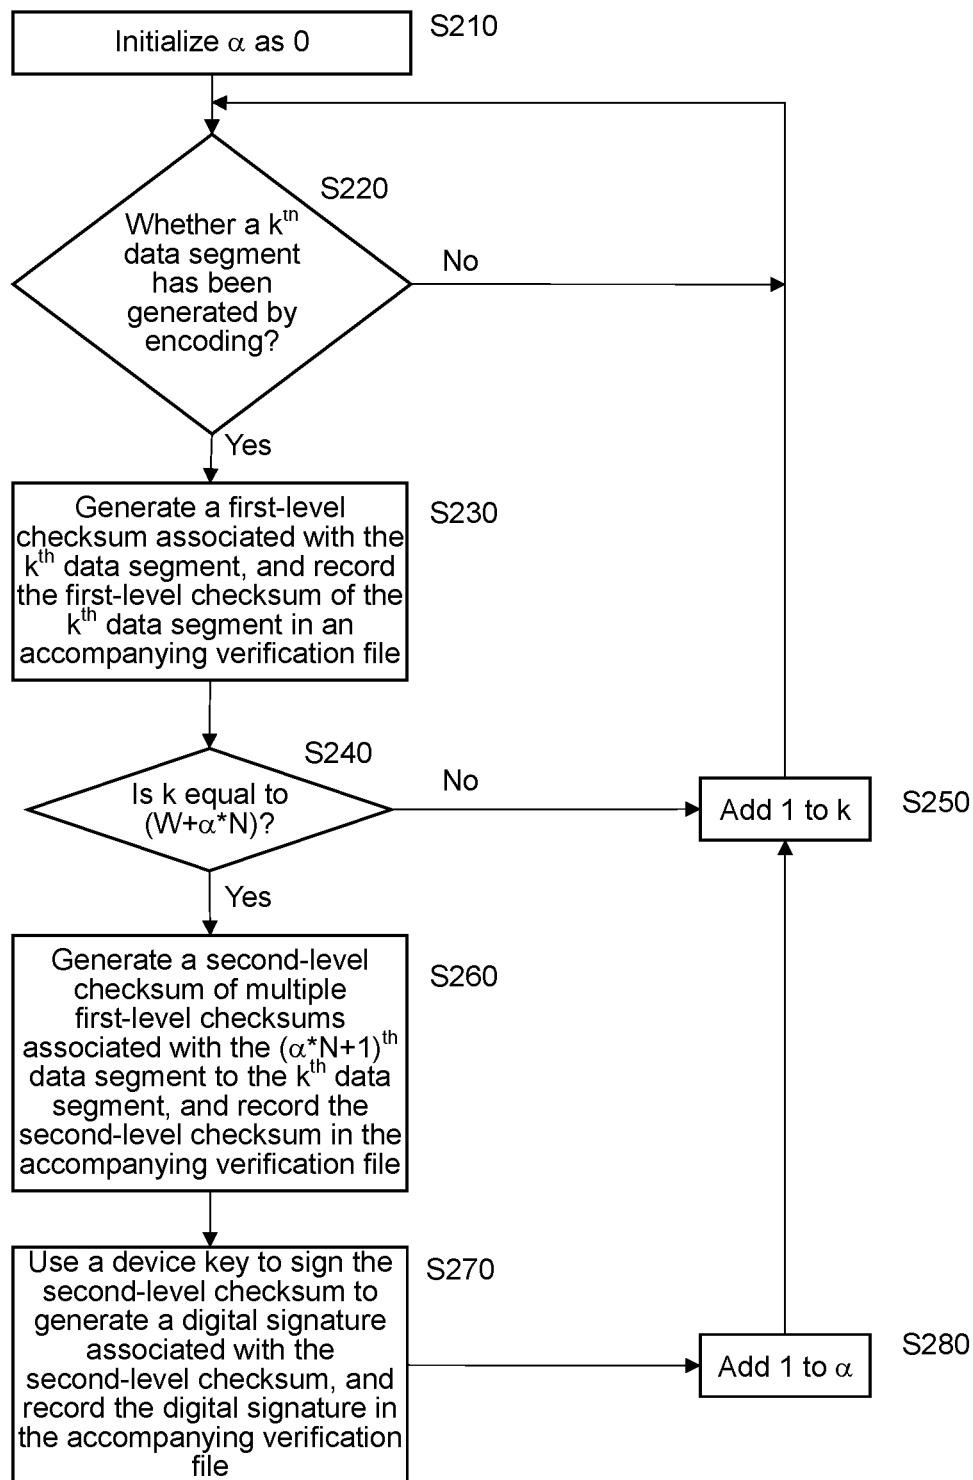 Initialize α as 0
S210
S220
Whether a kth
data segment
has been
generated by
encoding?
No
Yes
Generate a first-level
checksum associated with the
kth data segment, and record
the first-level checksum of the
kth data segment in an
accompanying verification file
S230
S240
Is k equal to
(W+α*N)?
No
Add 1 to k
S250
Yes
Generate a second-level
checksum of multiple
first-level checksums
associated with the (α*N+1)th
data segment to the kth data
segment, and record the
second-level checksum in the
accompanying verification file
S260
Use a device key to sign the
second-level checksum to
generate a digital signature
associated with the
second-level checksum, and
record the digital signature in
the accompanying verification
file
S270
Add 1 to α
S280